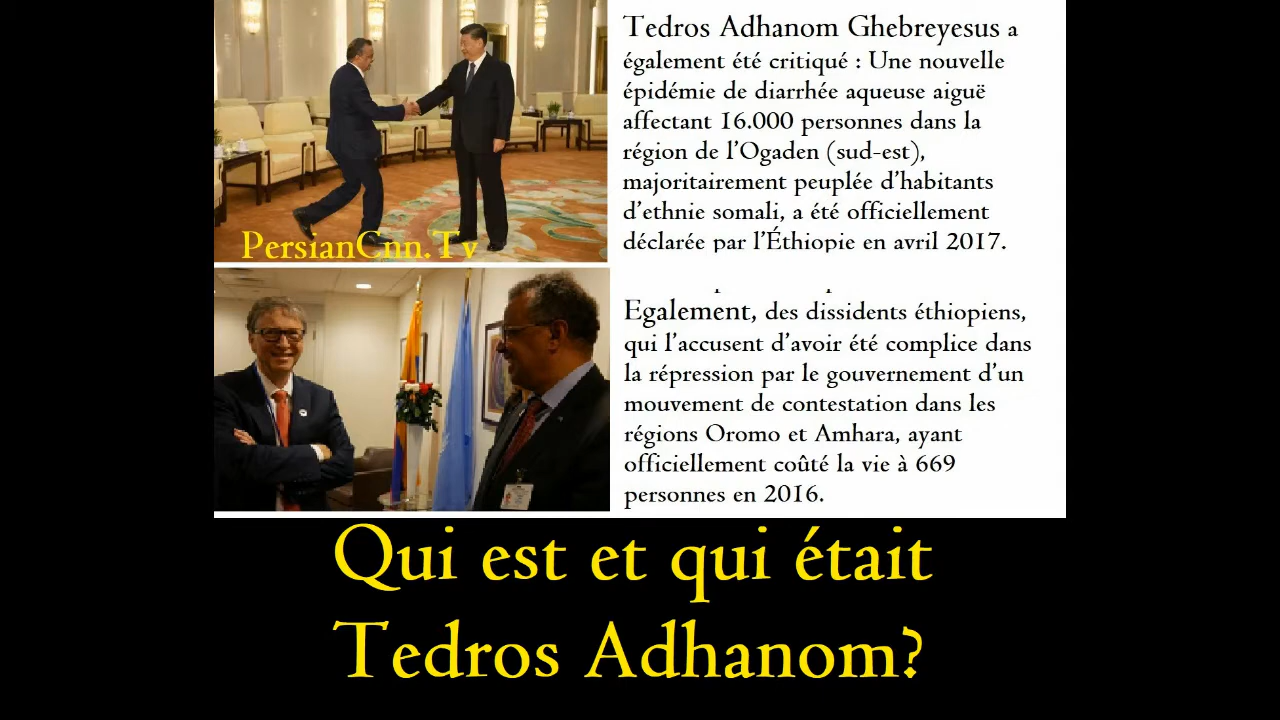 Tedros Adhanom Ghebreyesus a
également été critiqué : Une nouvelle
épidémie de diarrhée aqueuse aiguë
affectant 16.000 personnes dans la
région de l'Ogaden (sud-est),
majoritairement peuplée d'habitants
d'ethnie somali, a été officiellement
déclarée par l'Éthiopie en avril 2017.
PersianCnn.Tv
Egalement, des dissidents éthiopiens,
qui l'accusent d'avoir été complice dans
la répression par le gouvernement d'un
mouvement de contestation dans les
régions Oromo et Amhara, ayant
officiellement coûté la vie à 669
personnes en 2016.
Qui est et qui était
Tedros Adhanom?